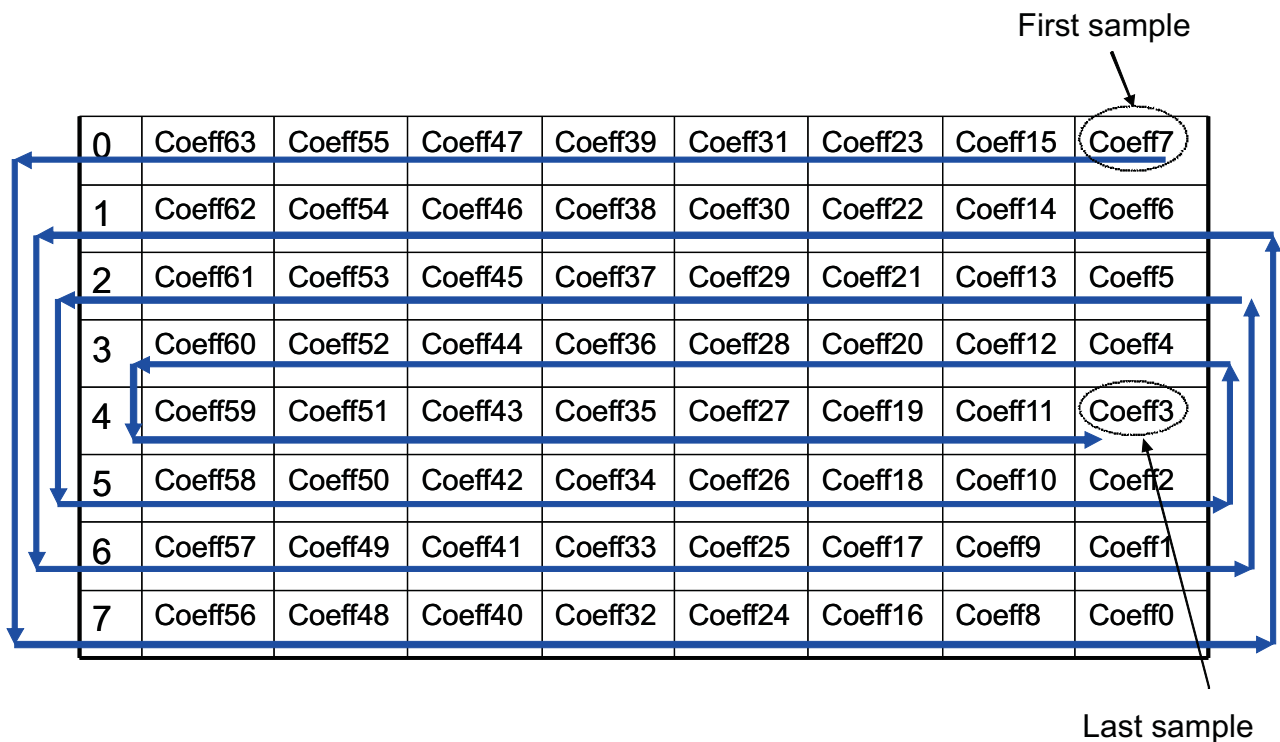 First sample
0 Coeff63 Coeff55 Coeff47 Coeff39 Coeff31 Coeff23 Coeff15 Coeff7
1 Coeff62 Coeff54 Coeff46 Coeff38 Coeff30 Coeff22 Coeff14 Coeff6
2 Coeff61 Coeff53 Coeff45 Coeff37 Coeff29 Coeff21 Coeff13 Coeff5
3 Coeff60 Coeff52 Coeff44 Coeff36 Coeff28 Coeff20 Coeff12 Coeff4
4 Coeff59 Coeff51 Coeff43 Coeff35 Coeff27 Coeff19 Coeff11 Coeff3
5 Coeff58 Coeff50 Coeff42 Coeff34 Coeff26 Coeff18 Coeff10 Coeff2
6 Coeff57 Coeff49 Coeff41 Coeff33 Coeff25 Coeff17 Coeff9 Coeff1
7 Coeff56 Coeff48 Coeff40 Coeff32 Coeff24 Coeff16 Coeff8 Coeff0
Last sample